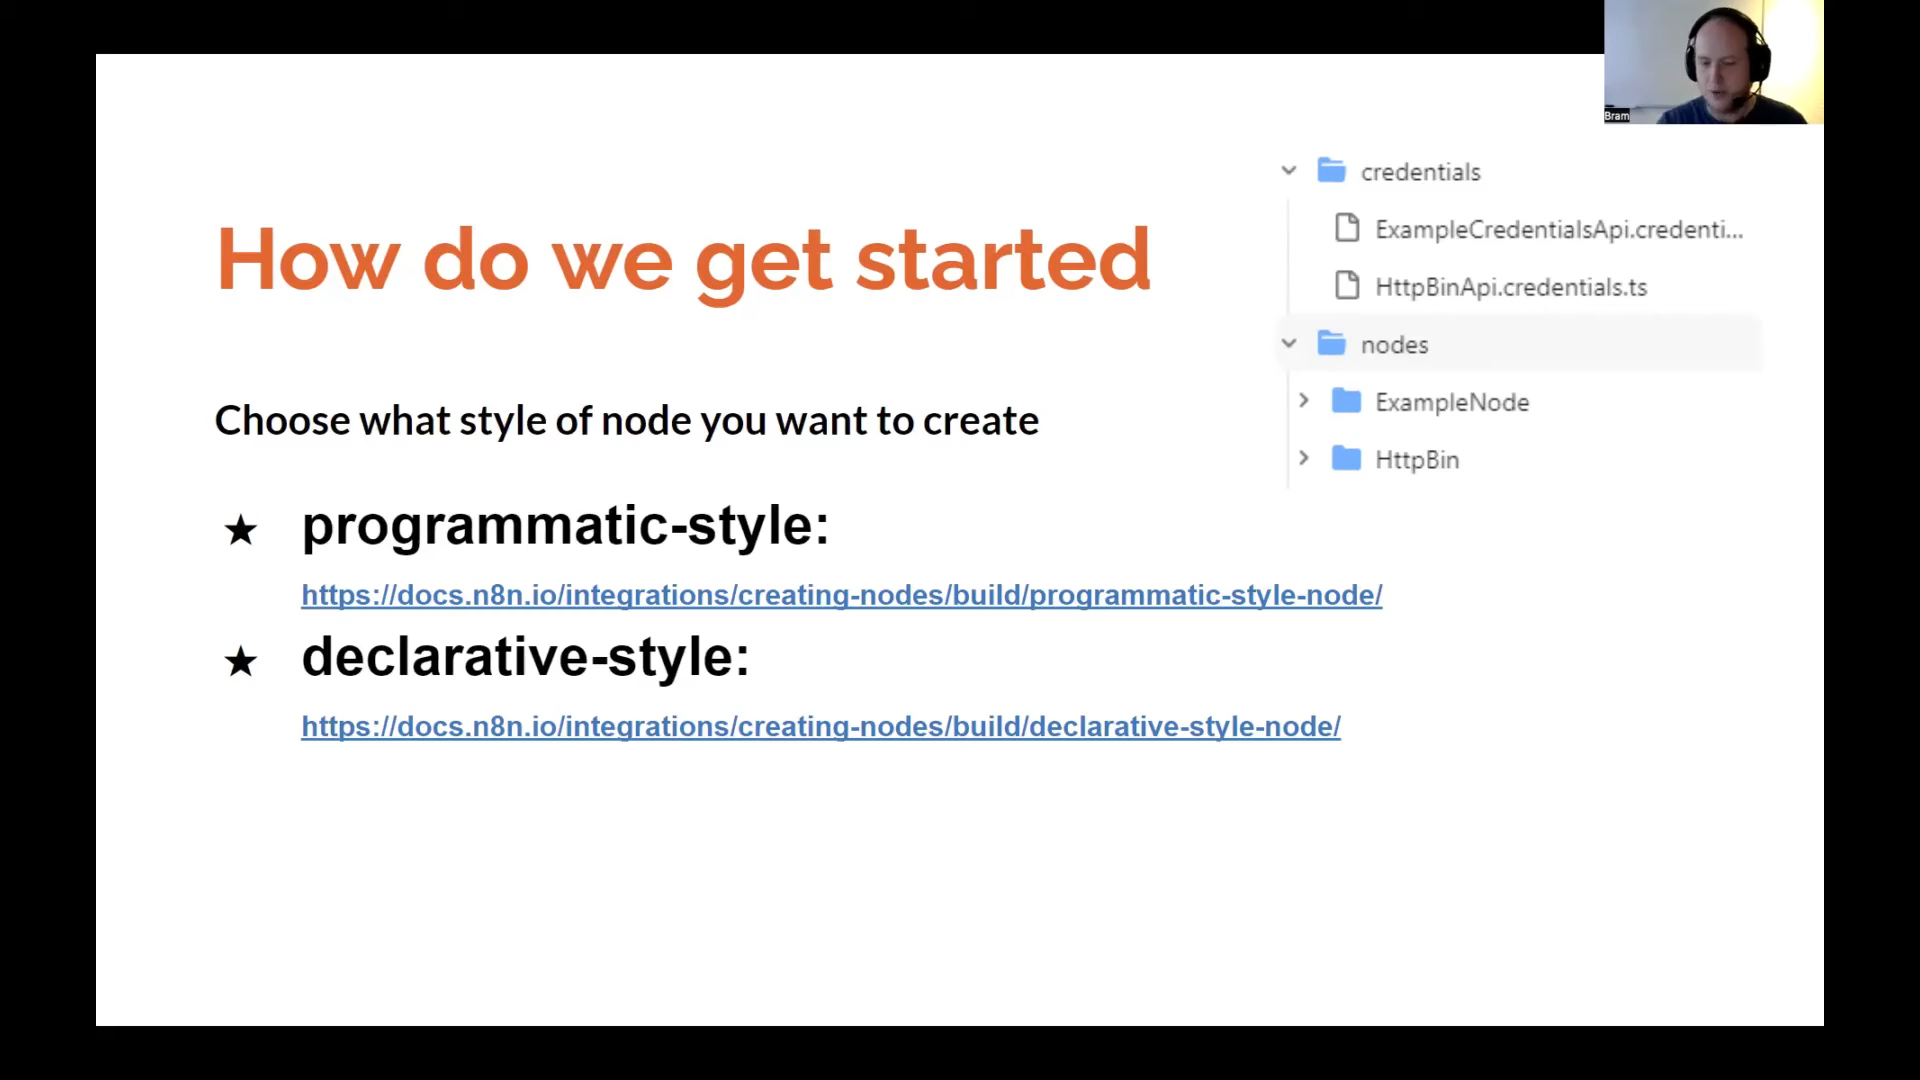 Bram
How do we get started
Choose what style of node you want to create
★ programmatic-style:
https://docs.n8n.io/integrations/creating-nodes/build/programmatic-style-node/
★ declarative-style:
https://docs.n8n.io/integrations/creating-nodes/build/declarative-style-node/
credentials
ExampleCredentialsApi.credenti...
HttpBinApi.credentials.ts
nodes
ExampleNode
HttpBin